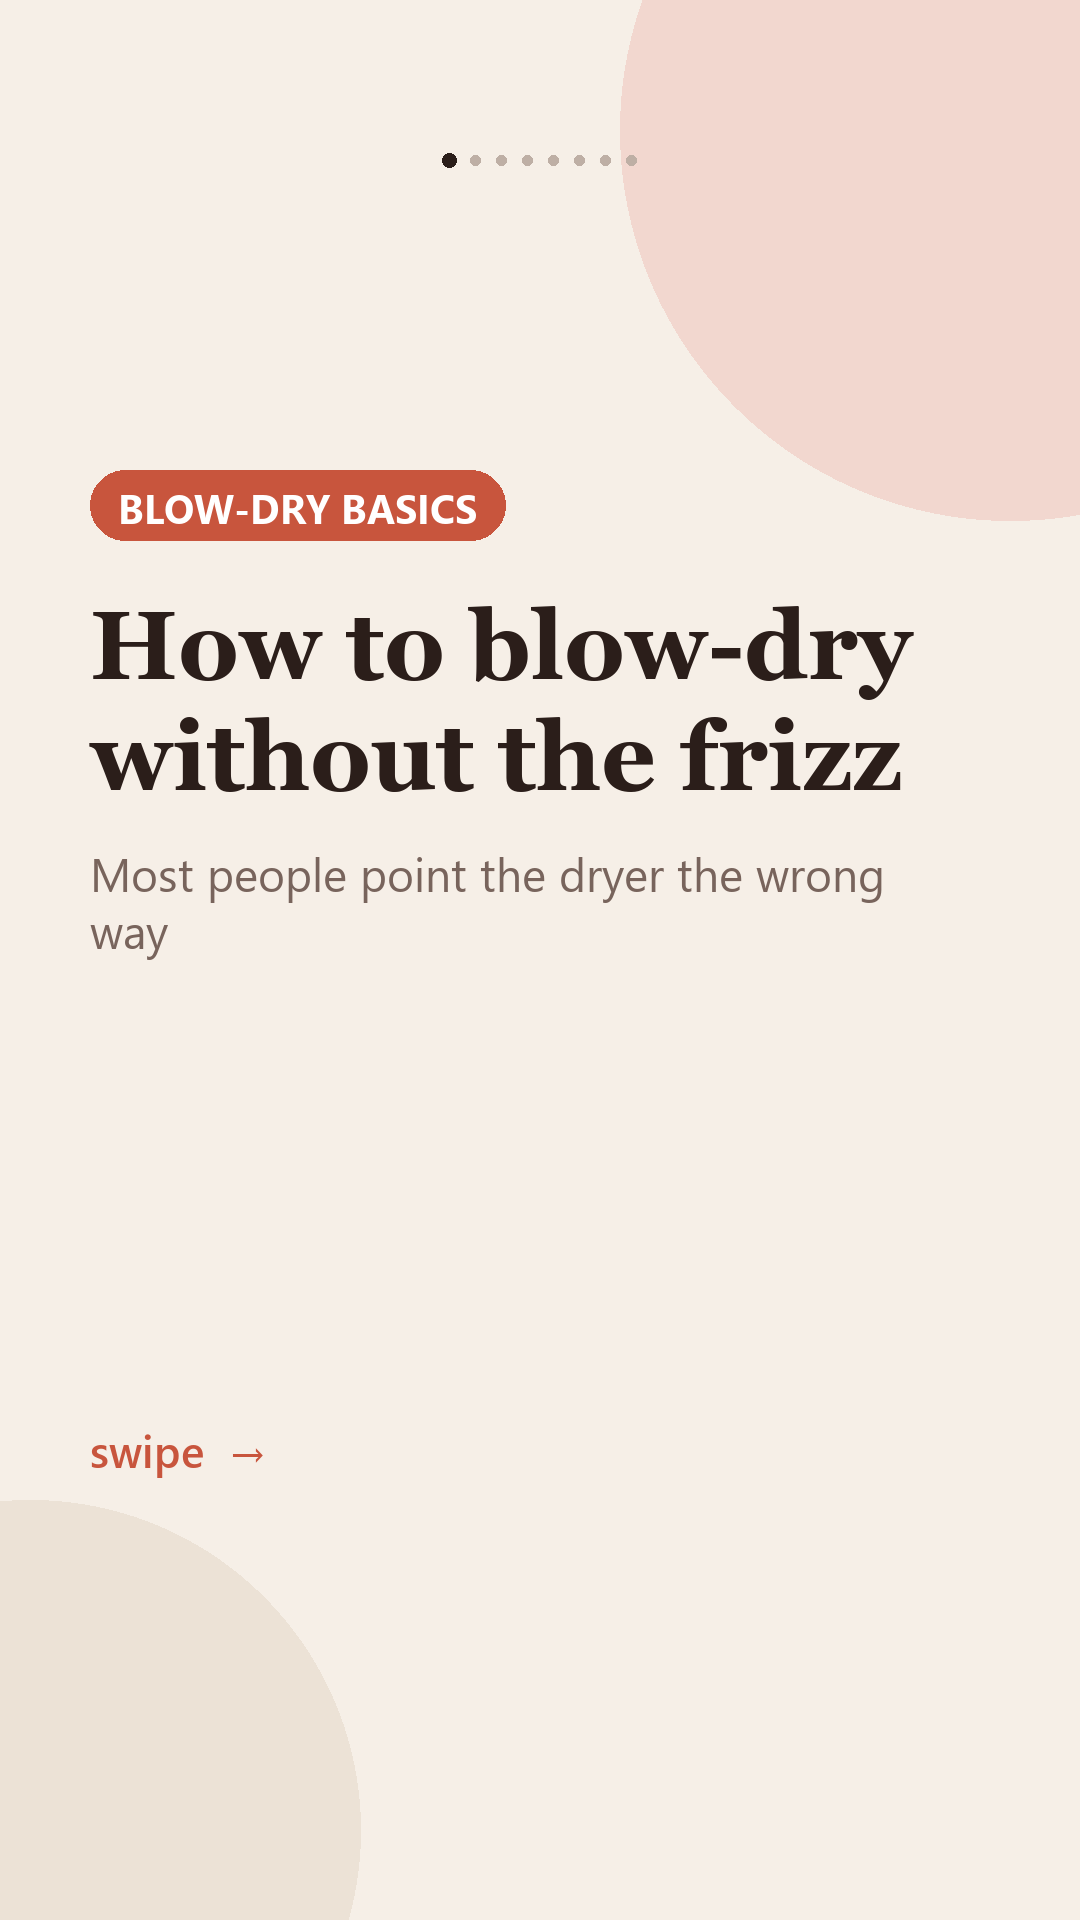 BLOW-DRY BASICS
How to blow-dry
without the frizz
Most people point the dryer the wrong
way
swipe →